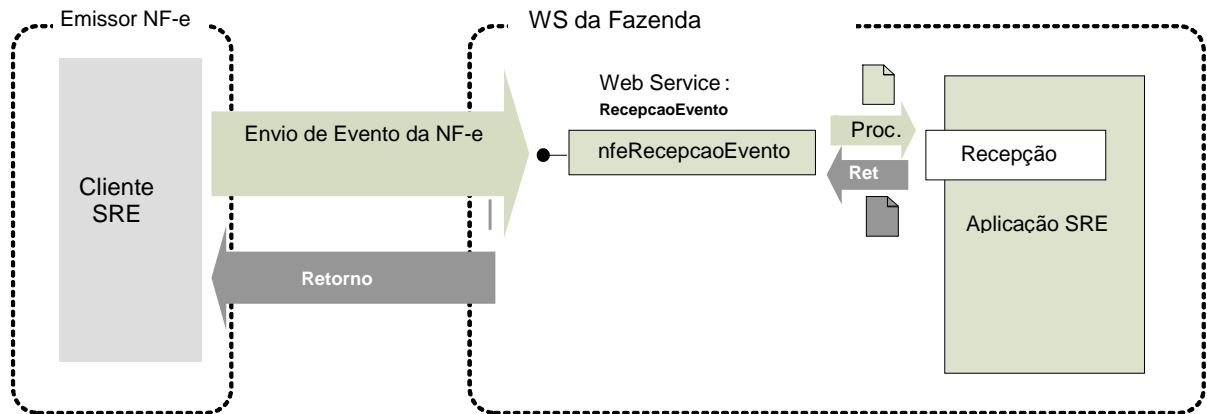 Emissor NF-e
WS da Fazenda
Web Service :
RecepcaoEvento
Envio de Evento da NF-e
nfeRecepcaoEvento
Proc.
Ret
Recepção
Cliente
SRE
Aplicação SRE
Retorno